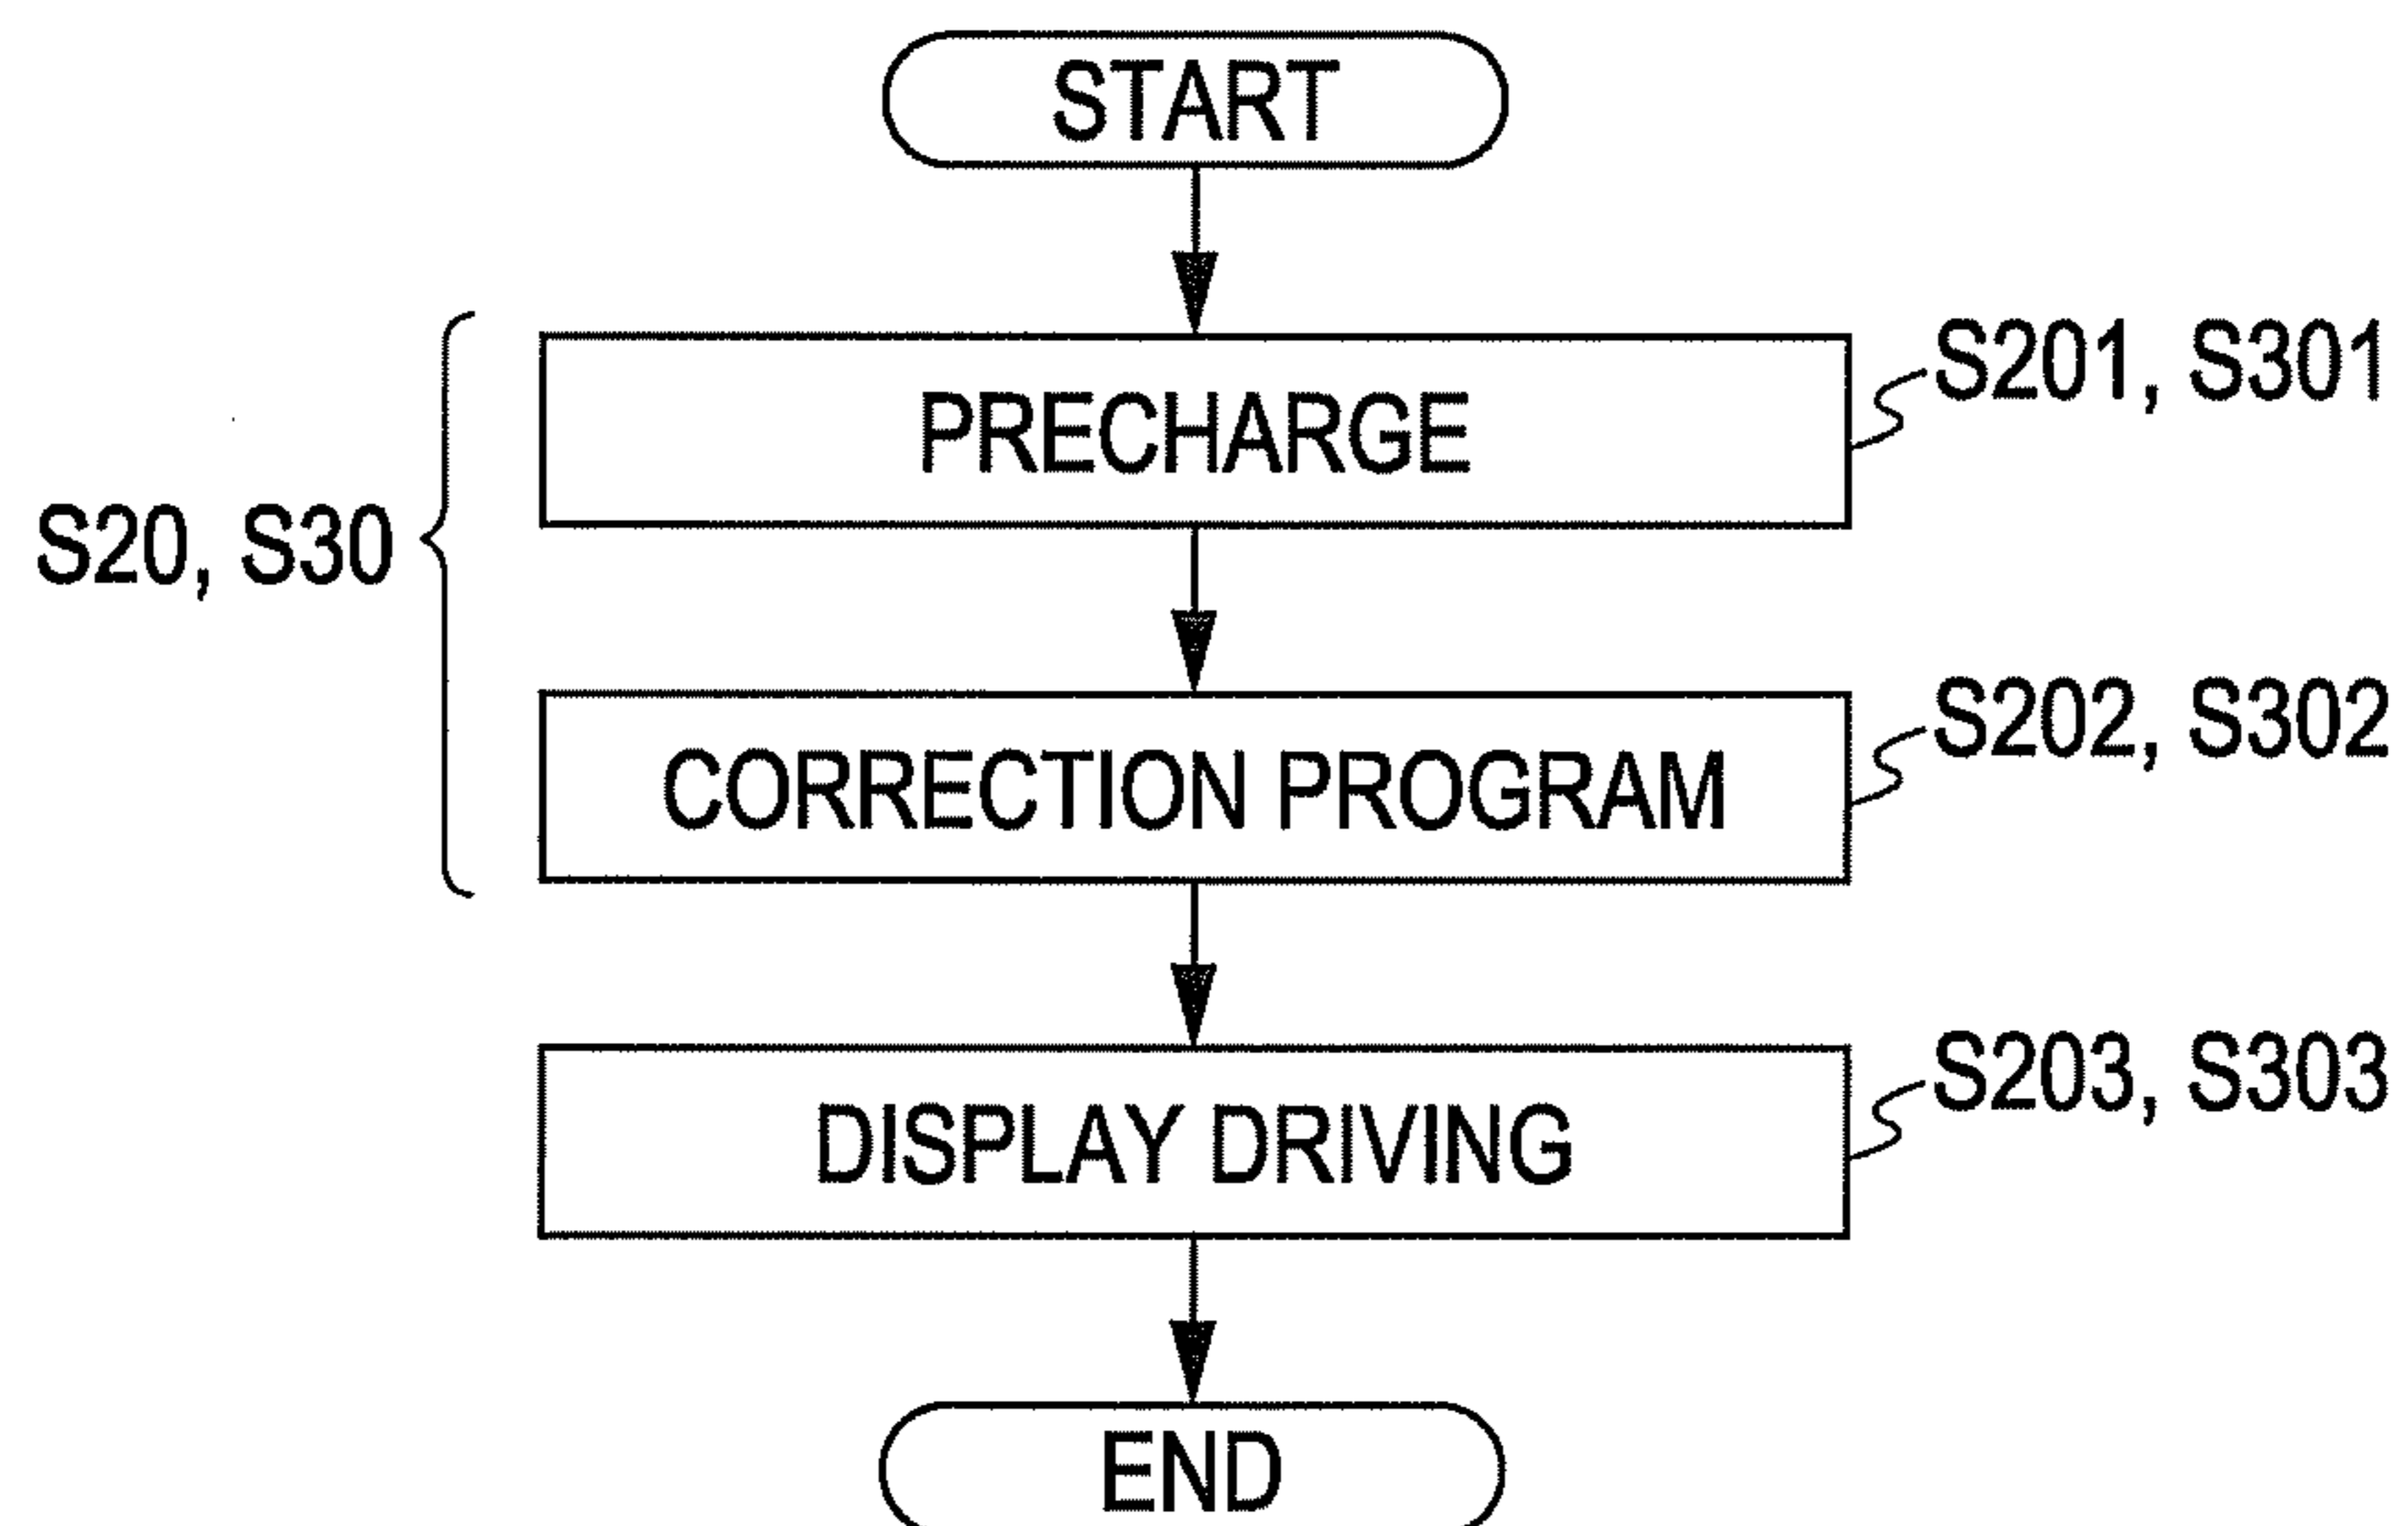 START
PRECHARGE
S201, S301
S20, S30
CORRECTION PROGRAM
S202, S302
DISPLAY DRIVING
S203, S303
END